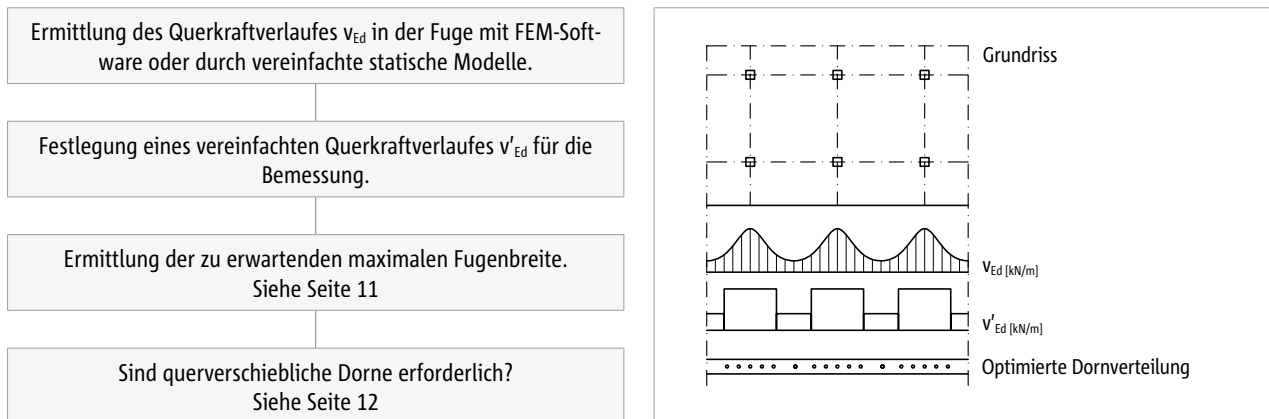 Ermittlung des Querkraftverlaufes vEd in der Fuge mit FEM-Soft-
ware oder durch vereinfachte statische Modelle.
Festlegung eines vereinfachten Querkraftverlaufes v'Ed für die
Bemessung.
Ermittlung der zu erwartenden maximalen Fugenbreite.
Siehe Seite 11
Sind querverschiebliche Dorne erforderlich?
Siehe Seite 12
Grundriss
vEd [kN/m]
v'Ed [kN/m]
Optimierte Dornverteilung